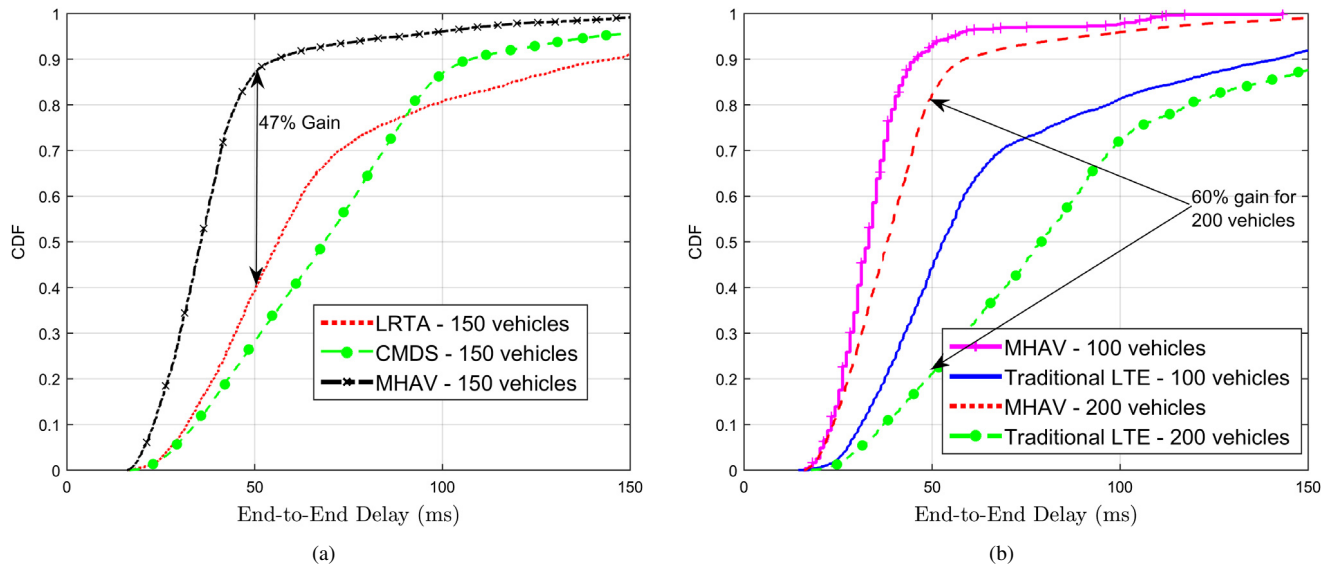 1
0.9
0.8
0.7
0.6
0.5
0.4
0.3
0.2
0.1
0
CDF
47% Gain
LRTA - 150 vehicles
CMDS - 150 vehicles
MHAV - 150 vehicles
0
50
100
150
End-to-End Delay (ms)
(a)
1
0.9
0.8
0.7
0.6
0.5
0.4
0.3
0.2
0.1
0
CDF
60% gain for
200 vehicles
MHAV - 100 vehicles
Traditional LTE - 100 vehicles
MHAV - 200 vehicles
Traditional LTE - 200 vehicles
0
50
100
150
End-to-End Delay (ms)
(b)